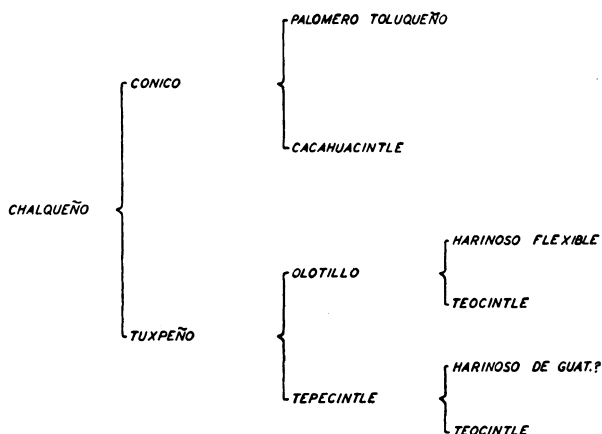 PALOMERO TOLUQUEÑO
CONICO
CACAHUACINTLE
CHALQUEÑO
HARINOSO FLEXIBLE
OLOTILLO
TEOCINTLE
TUXPEÑO
HARINOSO DE GUAT.?
TEPECINTLE
TEOCINTLE